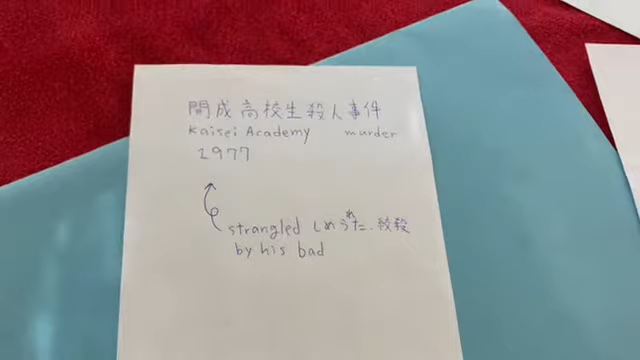 開成高校生殺人事件
Kaisei Academy murder
1977
strangled しめられた.絞殺
by his bad